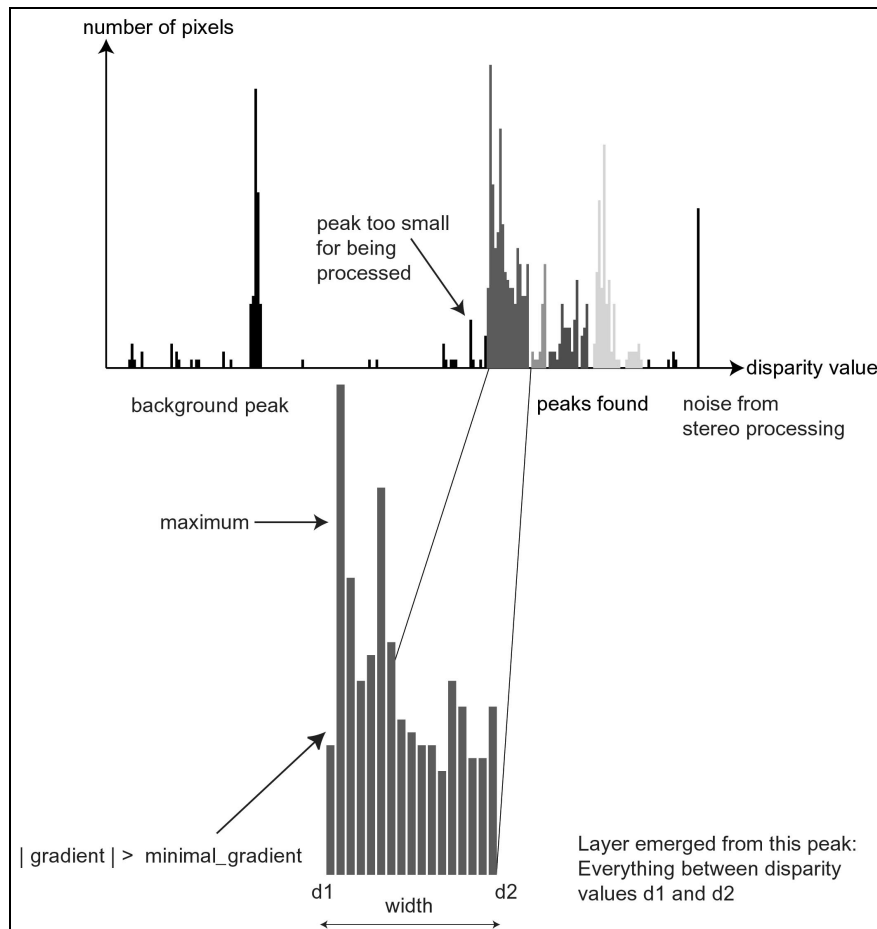 number of pixels
peak too small
for being
processed
disparity value
background peak
peaks found
noise from
stereo processing
maximum
| gradient | > minimal_gradient
d1
d2
width
Layer emerged from this peak:
Everything between disparity
values d1 and d2